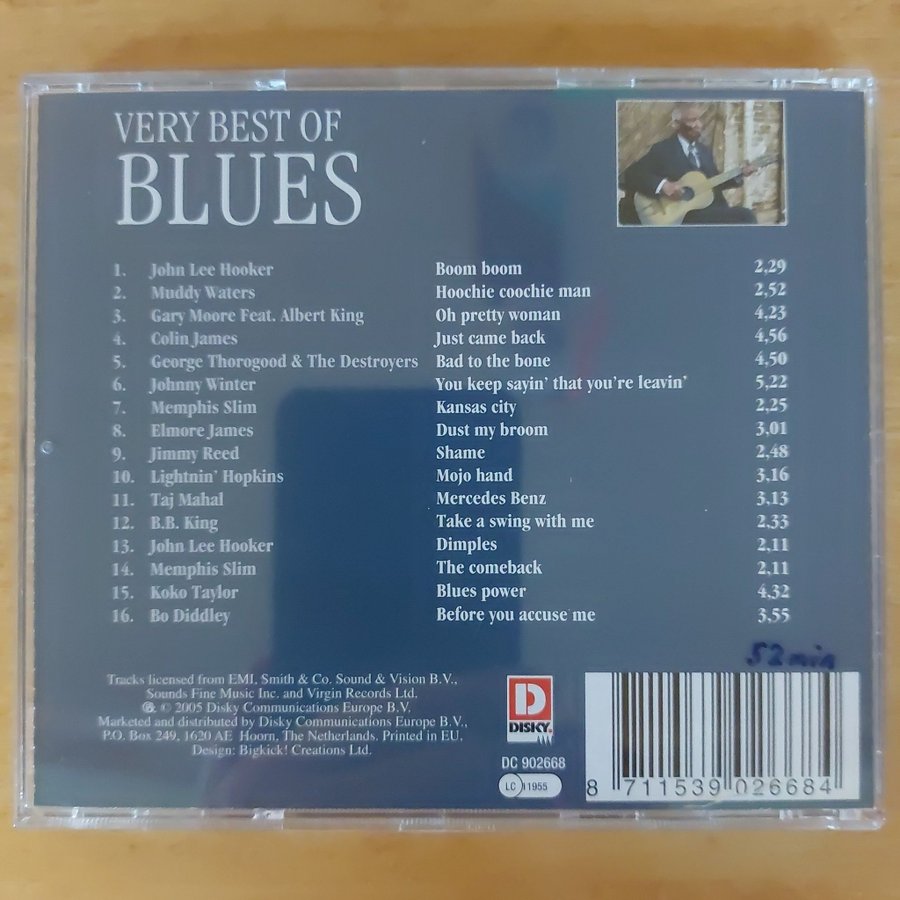 VERY BEST OF
BLUES
1. John Lee Hooker Boom boom 2,29
2. Muddy Waters Hoochie coochie man 2,52
3. Gary Moore Feat. Albert King Oh pretty woman 4,23
4. Colin James Just came back 4,56
5. George Thorogood & The Destroyers Bad to the bone 4,50
6. Johnny Winter You keep sayin' that you're leavin' 5,22
7. Memphis Slim Kansas city 2,25
8. Elmore James Dust my broom 3,01
9. Jimmy Reed Shame 2,48
10. Lightnin' Hopkins Mojo hand 3,16
11. Taj Mahal Mercedes Benz 3,13
12. B.B. King Take a swing with me 2,33
13. John Lee Hooker Dimples 2,11
14. Memphis Slim The comeback 2,11
15. Koko Taylor Blues power 4,32
16. Bo Diddley Before you accuse me 3,55
52 min
Tracks licensed from EMI, Smith & Co. Sound & Vision B.V.,
Sounds Fine Music Inc. and Virgin Records Ltd.
℗ © 2005 Disky Communications Europe B.V.
Marketed and distributed by Disky Communications Europe B.V.,
P.O. Box 249, 1620 AE Hoorn, The Netherlands. Printed in EU.
Design: Bigkick! Creations Ltd.
D
DISKY.
DC 902668
LC 11955
8 711539 026684